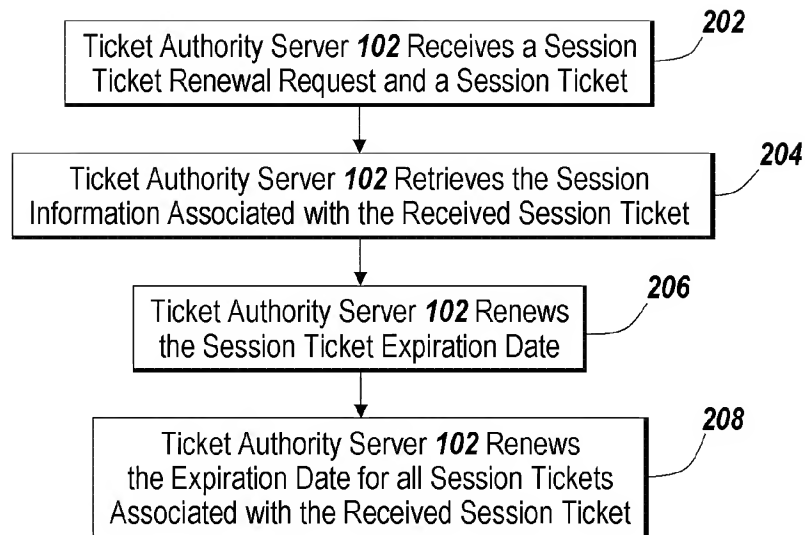 202
Ticket Authority Server 102 Receives a Session
Ticket Renewal Request and a Session Ticket
204
Ticket Authority Server 102 Retrieves the Session
Information Associated with the Received Session Ticket
206
Ticket Authority Server 102 Renews
the Session Ticket Expiration Date
208
Ticket Authority Server 102 Renews
the Expiration Date for all Session Tickets
Associated with the Received Session Ticket